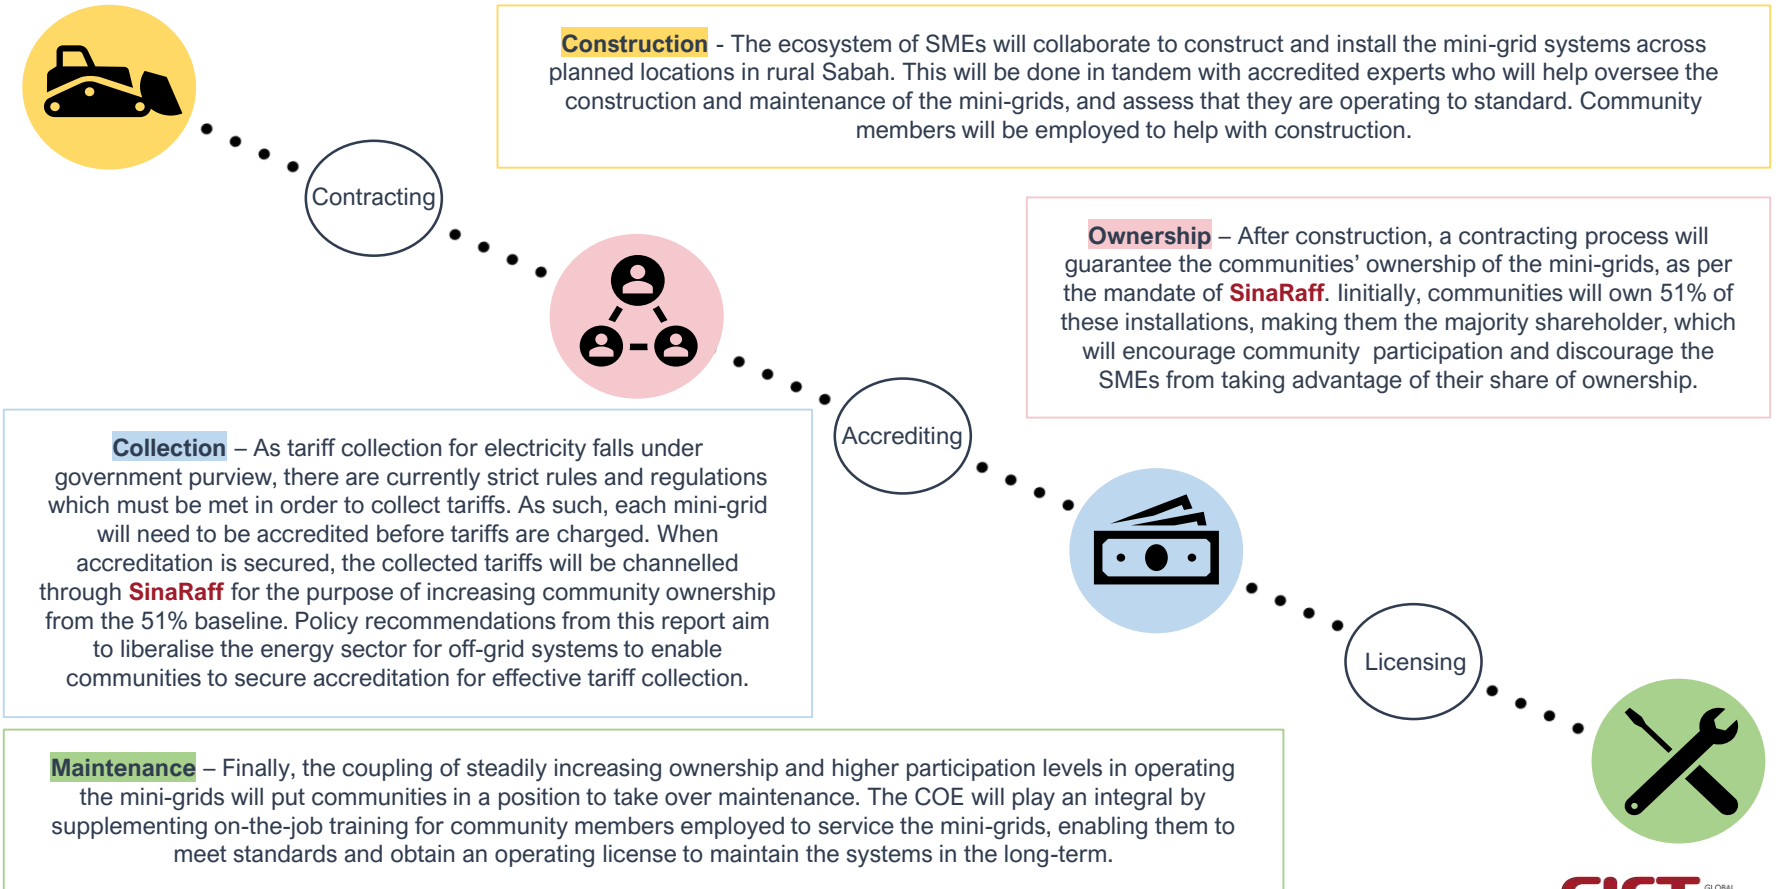 Construction - The ecosystem of SMEs will collaborate to construct and install the mini-grid systems across
planned locations in rural Sabah. This will be done in tandem with accredited experts who will help oversee the
construction and maintenance of the mini-grids, and assess that they are operating to standard. Community
members will be employed to help with construction.
Contracting
Ownership – After construction, a contracting process will
guarantee the communities’ ownership of the mini-grids, as per
the mandate of SinaRaff. Iinitially, communities will own 51% of
these installations, making them the majority shareholder, which
will encourage community participation and discourage the
SMEs from taking advantage of their share of ownership.
Accrediting
Collection – As tariff collection for electricity falls under
government purview, there are currently strict rules and regulations
which must be met in order to collect tariffs. As such, each mini-grid
will need to be accredited before tariffs are charged. When
accreditation is secured, the collected tariffs will be channelled
through SinaRaff for the purpose of increasing community ownership
from the 51% baseline. Policy recommendations from this report aim
to liberalise the energy sector for off-grid systems to enable
communities to secure accreditation for effective tariff collection.
Licensing
Maintenance – Finally, the coupling of steadily increasing ownership and higher participation levels in operating
the mini-grids will put communities in a position to take over maintenance. The COE will play an integral by
supplementing on-the-job training for community members employed to service the mini-grids, enabling them to
meet standards and obtain an operating license to maintain the systems in the long-term.
GLOBAL